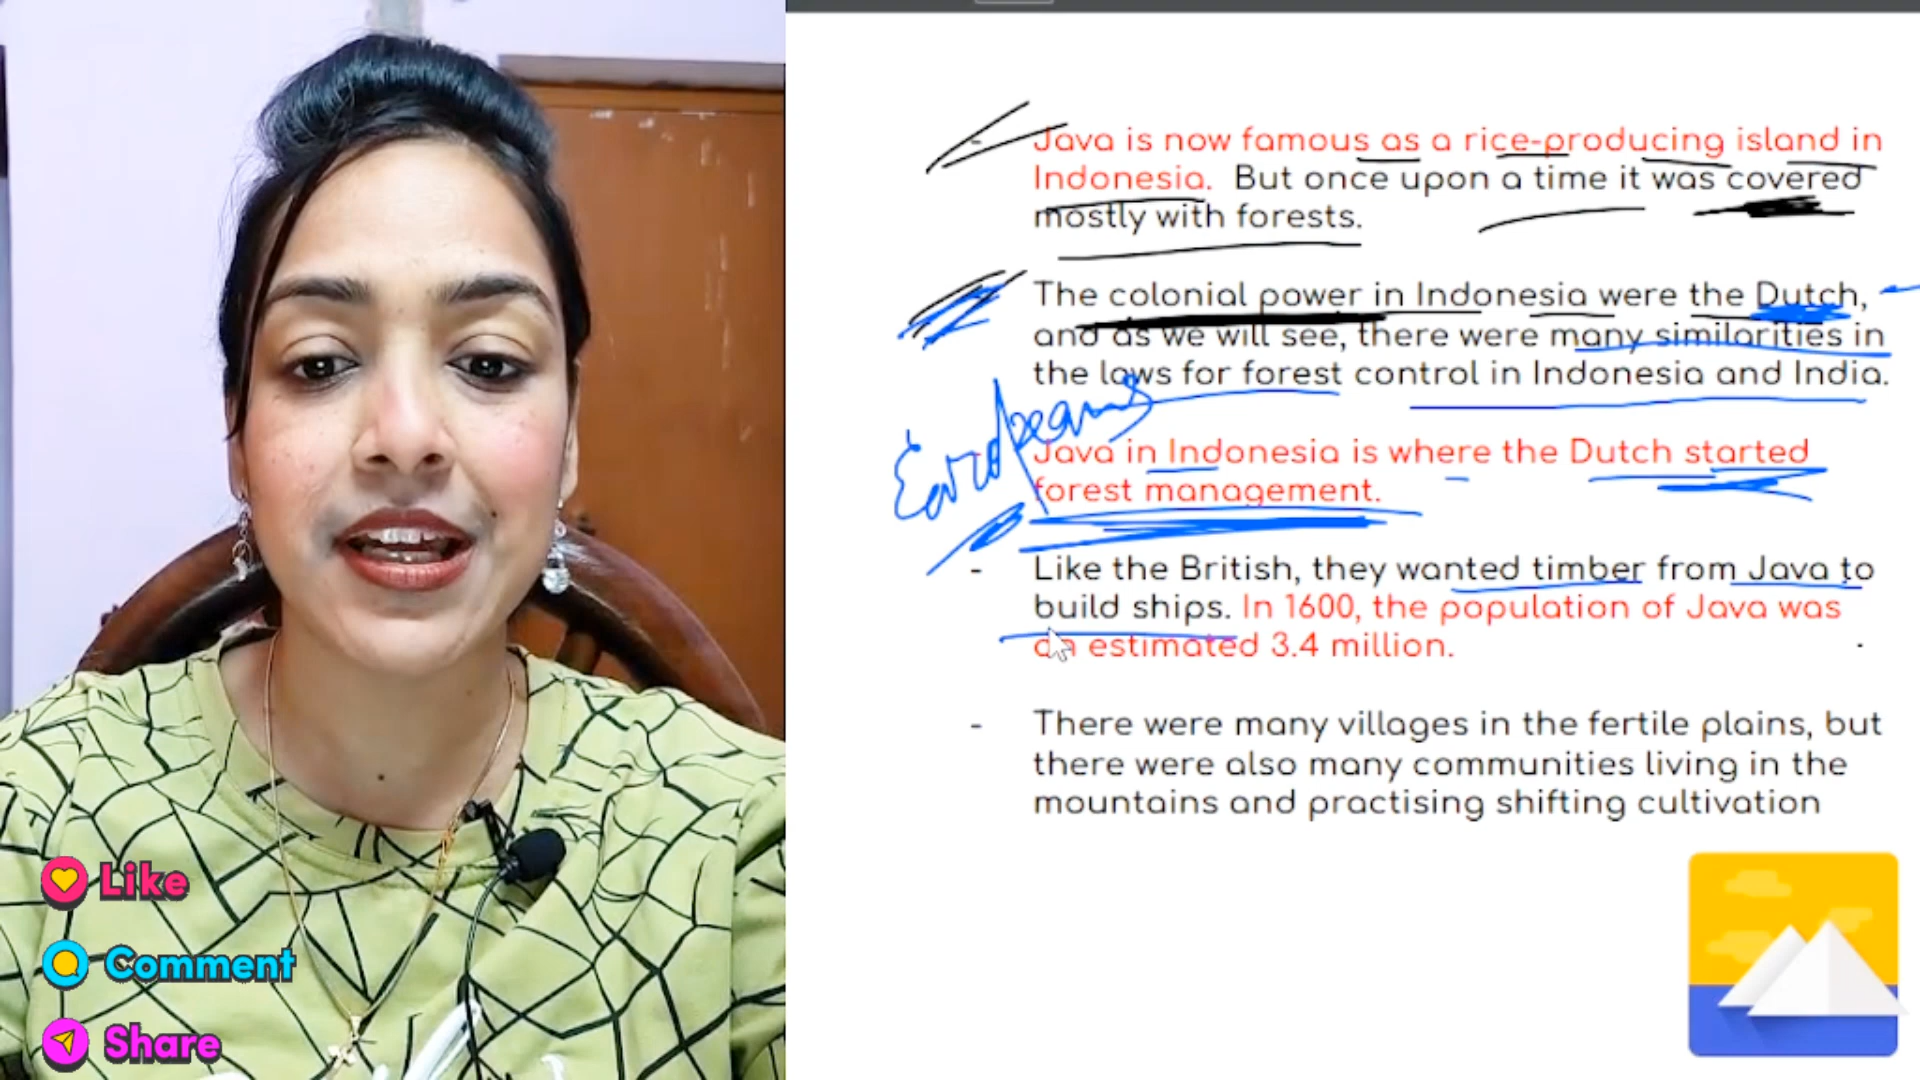 Java is now famous as a rice-producing island in
Indonesia. But once upon a time it was covered
mostly with forests.
The colonial power in Indonesia were the Dutch,
and as we will see, there were many similarities in
the laws for forest control in Indonesia and India.
Europeans
Java in Indonesia is where the Dutch started
forest management.
- Like the British, they wanted timber from Java to
build ships. In 1600, the population of Java was
an estimated 3.4 million.
- There were many villages in the fertile plains, but
there were also many communities living in the
mountains and practising shifting cultivation
Like
Comment
Share